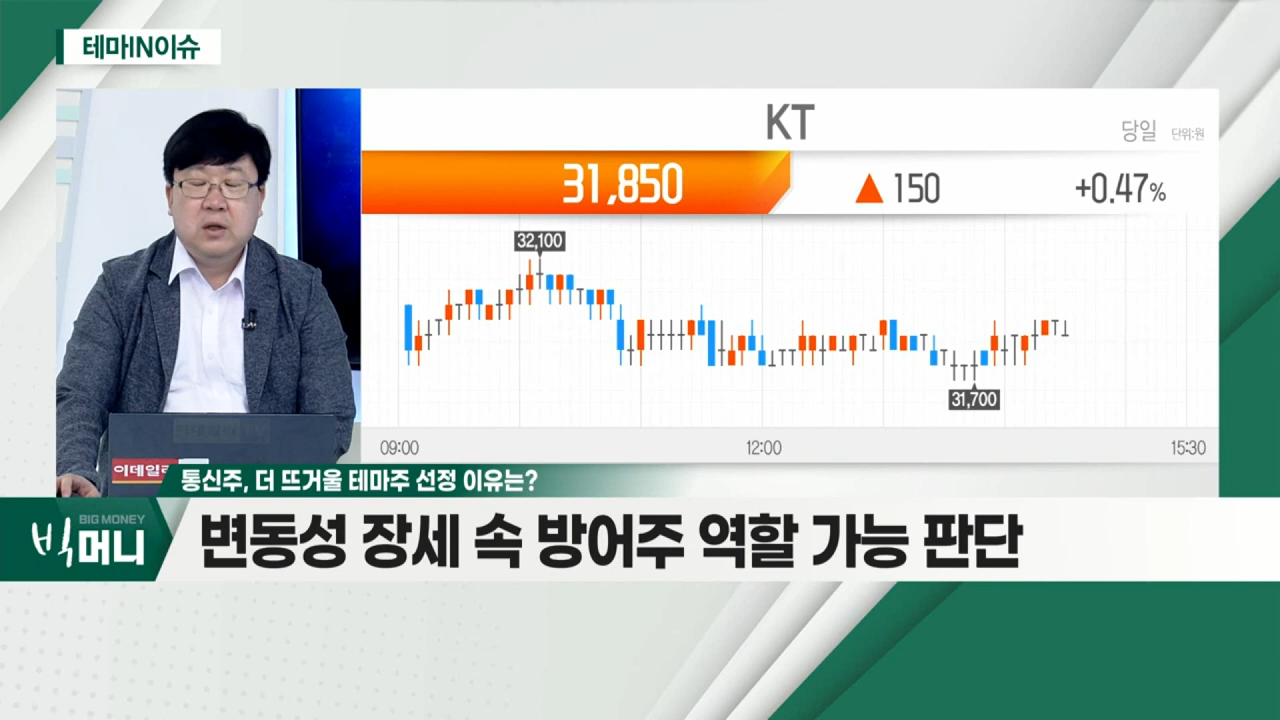 테마IN이슈
KT
당일 단위:원
31,850 ▲ 150 +0.47%
32,100
31,700
09:00 12:00 15:30
이데일리
통신주, 더 뜨거울 테마주 선정 이유는?
BIG MONEY
빅머니
변동성 장세 속 방어주 역할 가능 판단